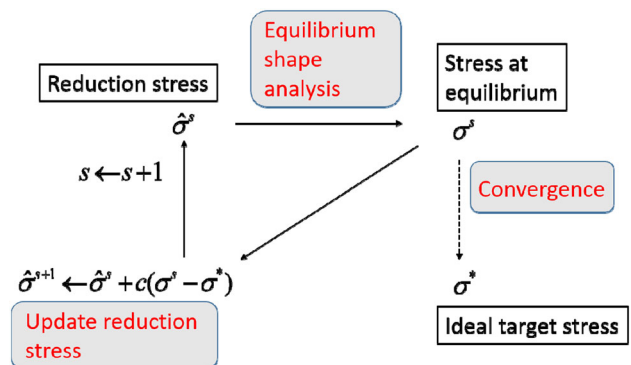 Equilibrium
shape
analysis
Reduction stress
Stress at
equilibrium
σ̂ˢ
σˢ
s←s+1
Convergence
σ̂ˢ⁺¹ ← σ̂ˢ + c(σˢ − σ*)
σ*
Update reduction
stress
Ideal target stress